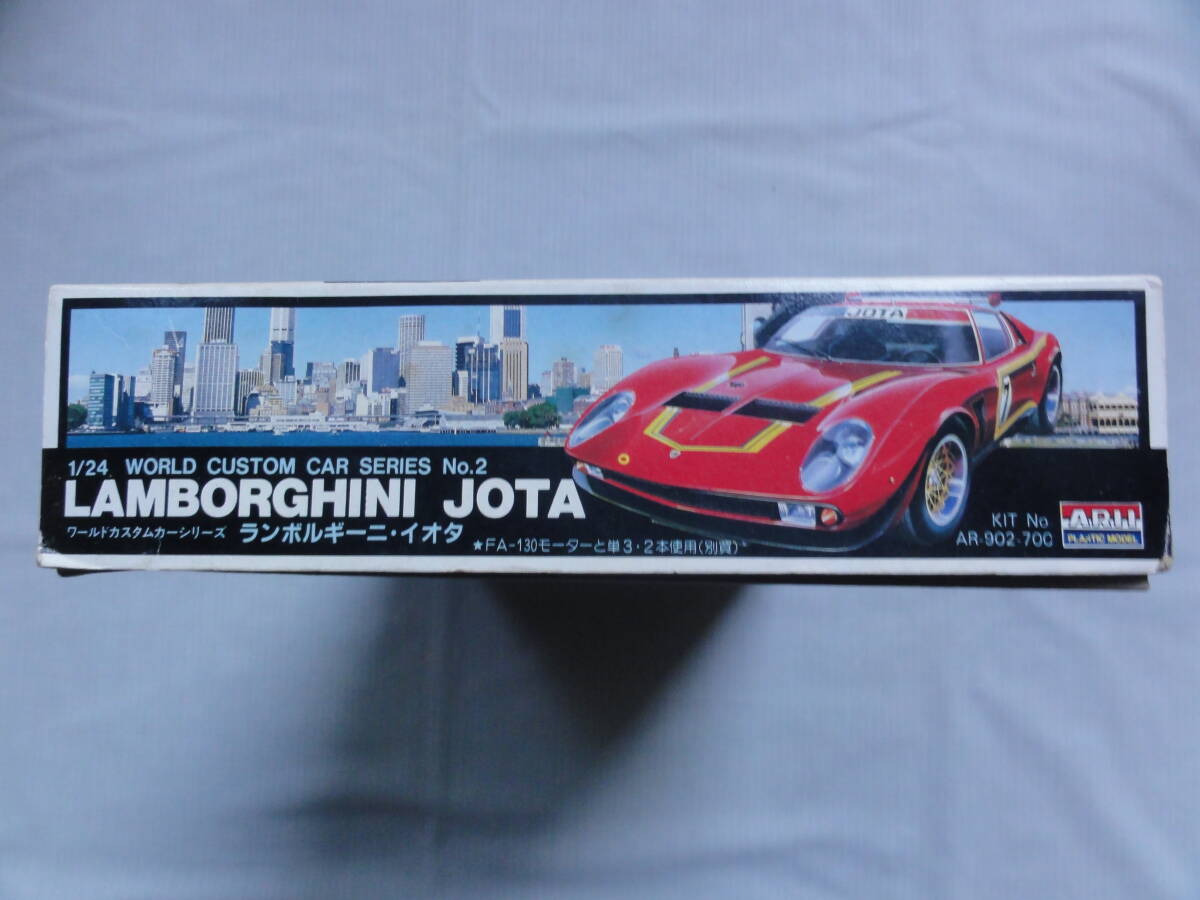 JOTA
7
1/24 WORLD CUSTOM CAR SERIES No.2
LAMBORGHINI JOTA
ワールドカスタムカーシリーズ ランボルギーニ・イオタ
★FA-130モーターと単3・2本使用(別買)
KIT No
AR-902-700
ARII
PLASTIC MODEL